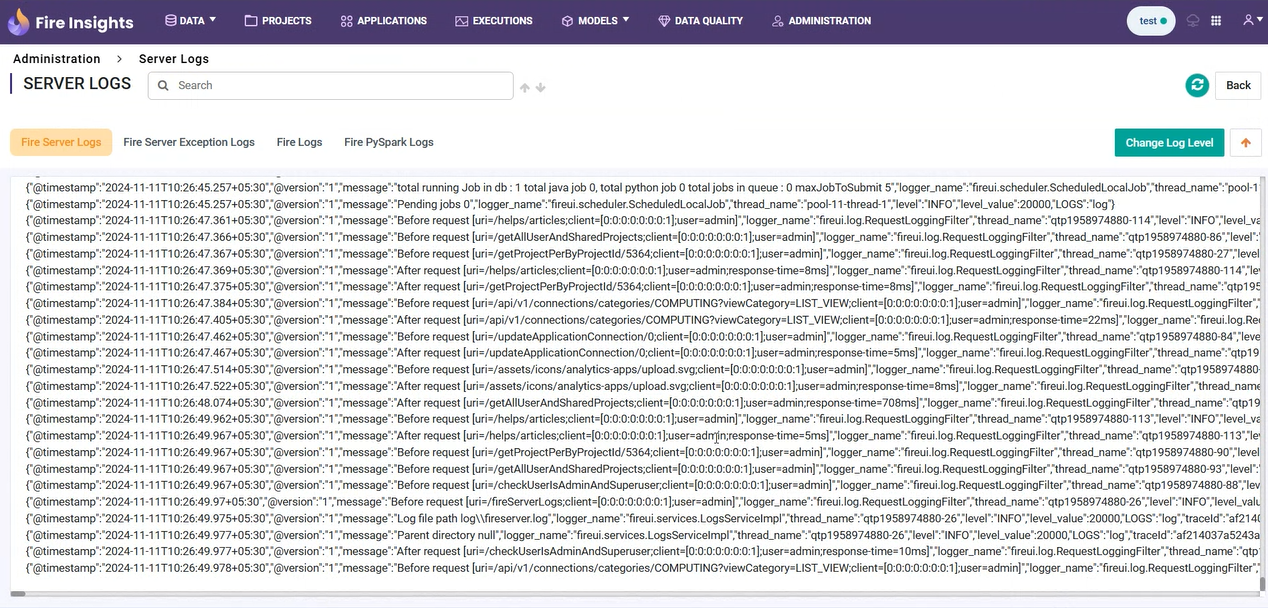 Fire Insights
DATA
PROJECTS
APPLICATIONS
EXECUTIONS
MODELS
DATA QUALITY
ADMINISTRATION
test
Administration > Server Logs
SERVER LOGS
Search
Back
Fire Server Logs
Fire Server Exception Logs
Fire Logs
Fire PySpark Logs
Change Log Level
{"@timestamp":"2024-11-11T10:26:45.257+05:30","@version":"1","message":"total running Job in db : 1 total java job 0, total python job 0 total jobs in queue : 0 maxJobToSubmit 5","logger_name":"fireui.scheduler.ScheduledLocalJob","thread_name":"pool-11
{"@timestamp":"2024-11-11T10:26:45.257+05:30","@version":"1","message":"Pending jobs 0","logger_name":"fireui.scheduler.ScheduledLocalJob","thread_name":"pool-11-thread-1","level":"INFO","level_value":20000,"LOGS":"log"}
{"@timestamp":"2024-11-11T10:26:47.361+05:30","@version":"1","message":"Before request [uri=/helps/articles;client=[0:0:0:0:0:0:0:1];user=admin]","logger_name":"fireui.log.RequestLoggingFilter","thread_name":"qtp1958974880-114","level":"INFO","level_va
{"@timestamp":"2024-11-11T10:26:47.366+05:30","@version":"1","message":"Before request [uri=/getAllUserAndSharedProjects;client=[0:0:0:0:0:0:0:1];user=admin]","logger_name":"fireui.log.RequestLoggingFilter","thread_name":"qtp1958974880-86","level":
{"@timestamp":"2024-11-11T10:26:47.367+05:30","@version":"1","message":"Before request [uri=/getProjectPerByProjectId/5364;client=[0:0:0:0:0:0:0:1];user=admin]","logger_name":"fireui.log.RequestLoggingFilter","thread_name":"qtp1958974880-27","level
{"@timestamp":"2024-11-11T10:26:47.369+05:30","@version":"1","message":"After request [uri=/helps/articles;client=[0:0:0:0:0:0:0:1];user=admin;response-time=8ms]","logger_name":"fireui.log.RequestLoggingFilter","thread_name":"qtp1958974880-114","leve
{"@timestamp":"2024-11-11T10:26:47.375+05:30","@version":"1","message":"After request [uri=/getProjectPerByProjectId/5364;client=[0:0:0:0:0:0:0:1];user=admin;response-time=8ms]","logger_name":"fireui.log.RequestLoggingFilter","thread_name":"qtp195
{"@timestamp":"2024-11-11T10:26:47.384+05:30","@version":"1","message":"Before request [uri=/api/v1/connections/categories/COMPUTING?viewCategory=LIST_VIEW;client=[0:0:0:0:0:0:0:1];user=admin]","logger_name":"fireui.log.RequestLoggingFilter",
{"@timestamp":"2024-11-11T10:26:47.405+05:30","@version":"1","message":"After request [uri=/api/v1/connections/categories/COMPUTING?viewCategory=LIST_VIEW;client=[0:0:0:0:0:0:0:1];user=admin;response-time=22ms]","logger_name":"fireui.log.Re
{"@timestamp":"2024-11-11T10:26:47.462+05:30","@version":"1","message":"Before request [uri=/updateApplicationConnection/0;client=[0:0:0:0:0:0:0:1];user=admin]","logger_name":"fireui.log.RequestLoggingFilter","thread_name":"qtp1958974880-84","leve
{"@timestamp":"2024-11-11T10:26:47.467+05:30","@version":"1","message":"After request [uri=/updateApplicationConnection/0;client=[0:0:0:0:0:0:0:1];user=admin;response-time=5ms]","logger_name":"fireui.log.RequestLoggingFilter","thread_name":"qtp19
{"@timestamp":"2024-11-11T10:26:47.514+05:30","@version":"1","message":"Before request [uri=/assets/icons/analytics-apps/upload.svg;client=[0:0:0:0:0:0:0:1];user=admin]","logger_name":"fireui.log.RequestLoggingFilter","thread_name":"qtp1958974880-
{"@timestamp":"2024-11-11T10:26:47.522+05:30","@version":"1","message":"After request [uri=/assets/icons/analytics-apps/upload.svg;client=[0:0:0:0:0:0:0:1];user=admin;response-time=8ms]","logger_name":"fireui.log.RequestLoggingFilter","thread_name
{"@timestamp":"2024-11-11T10:26:48.074+05:30","@version":"1","message":"After request [uri=/getAllUserAndSharedProjects;client=[0:0:0:0:0:0:0:1];user=admin;response-time=708ms]","logger_name":"fireui.log.RequestLoggingFilter","thread_name":"qtp19
{"@timestamp":"2024-11-11T10:26:49.962+05:30","@version":"1","message":"Before request [uri=/helps/articles;client=[0:0:0:0:0:0:0:1];user=admin]","logger_name":"fireui.log.RequestLoggingFilter","thread_name":"qtp1958974880-113","level":"INFO","level_v
{"@timestamp":"2024-11-11T10:26:49.967+05:30","@version":"1","message":"After request [uri=/helps/articles;client=[0:0:0:0:0:0:0:1];user=admin;response-time=5ms]","logger_name":"fireui.log.RequestLoggingFilter","thread_name":"qtp1958974880-113","leve
{"@timestamp":"2024-11-11T10:26:49.967+05:30","@version":"1","message":"Before request [uri=/getProjectPerByProjectId/5364;client=[0:0:0:0:0:0:0:1];user=admin]","logger_name":"fireui.log.RequestLoggingFilter","thread_name":"qtp1958974880-90","level
{"@timestamp":"2024-11-11T10:26:49.967+05:30","@version":"1","message":"Before request [uri=/getAllUserAndSharedProjects;client=[0:0:0:0:0:0:0:1];user=admin]","logger_name":"fireui.log.RequestLoggingFilter","thread_name":"qtp1958974880-93","level":
{"@timestamp":"2024-11-11T10:26:49.967+05:30","@version":"1","message":"Before request [uri=/checkUserIsAdminAndSuperuser;client=[0:0:0:0:0:0:0:1];user=admin]","logger_name":"fireui.log.RequestLoggingFilter","thread_name":"qtp1958974880-88","leve
{"@timestamp":"2024-11-11T10:26:49.97+05:30","@version":"1","message":"Before request [uri=/fireServerLogs;client=[0:0:0:0:0:0:0:1];user=admin]","logger_name":"fireui.log.RequestLoggingFilter","thread_name":"qtp1958974880-26","level":"INFO","level_valu
{"@timestamp":"2024-11-11T10:26:49.975+05:30","@version":"1","message":"Log file path log\\fireserver.log","logger_name":"fireui.services.LogsServiceImpl","thread_name":"qtp1958974880-26","level":"INFO","level_value":20000,"LOGS":"log","traceId":"af2140
{"@timestamp":"2024-11-11T10:26:49.977+05:30","@version":"1","message":"Parent directory null","logger_name":"fireui.services.LogsServiceImpl","thread_name":"qtp1958974880-26","level":"INFO","level_value":20000,"LOGS":"log","traceId":"af214037a5243a
{"@timestamp":"2024-11-11T10:26:49.977+05:30","@version":"1","message":"After request [uri=/checkUserIsAdminAndSuperuser;client=[0:0:0:0:0:0:0:1];user=admin;response-time=10ms]","logger_name":"fireui.log.RequestLoggingFilter","thread_name":"qtp
{"@timestamp":"2024-11-11T10:26:49.978+05:30","@version":"1","message":"Before request [uri=/api/v1/connections/categories/COMPUTING?viewCategory=LIST_VIEW;client=[0:0:0:0:0:0:0:1];user=admin]","logger_name":"fireui.log.RequestLoggingFilter",